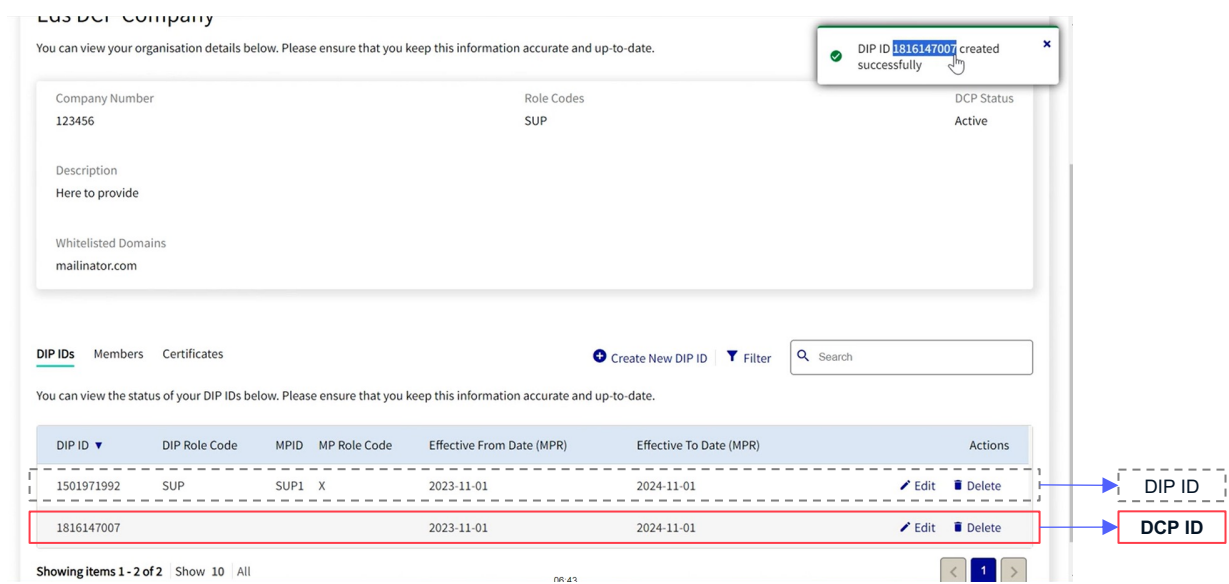 Eds DCP Company
You can view your organisation details below. Please ensure that you keep this information accurate and up-to-date.
DIP ID 1816147007 created
successfully
Company Number
Role Codes
DCP Status
123456
SUP
Active
Description
Here to provide
Whitelisted Domains
mailinator.com
DIP IDs Members Certificates
Create New DIP ID Filter Search
You can view the status of your DIP IDs below. Please ensure that you keep this information accurate and up-to-date.
DIP ID DIP Role Code MPID MP Role Code Effective From Date (MPR) Effective To Date (MPR) Actions
1501971992 SUP SUP1 X 2023-11-01 2024-11-01 Edit Delete
DIP ID
1816147007 2023-11-01 2024-11-01 Edit Delete
DCP ID
Showing items 1 - 2 of 2 Show 10 All
06:43
< 1 >